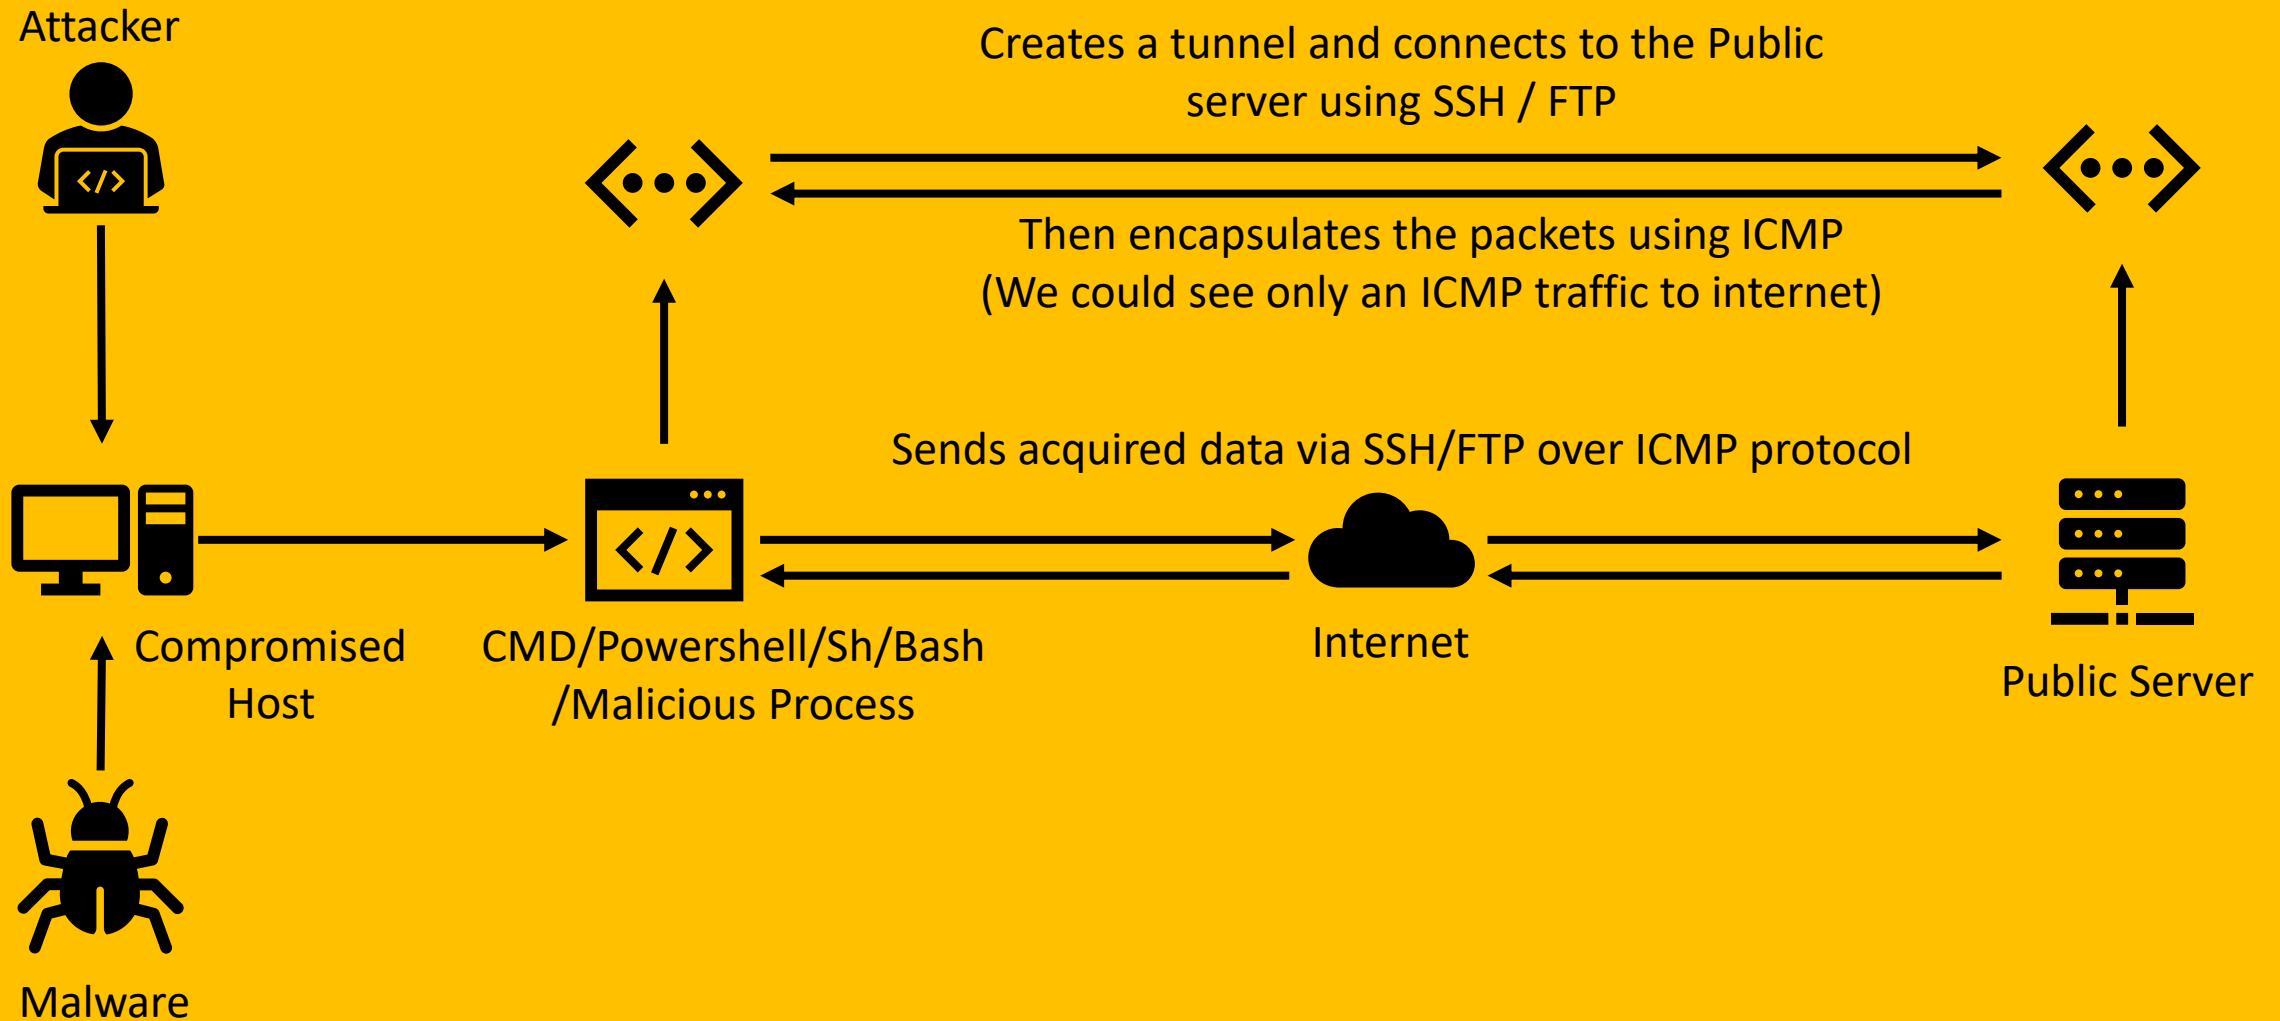 Attacker
Creates a tunnel and connects to the Public
server using SSH / FTP
Then encapsulates the packets using ICMP
(We could see only an ICMP traffic to internet)
Sends acquired data via SSH/FTP over ICMP protocol
Compromised
Host
CMD/Powershell/Sh/Bash
/Malicious Process
Internet
Public Server
Malware